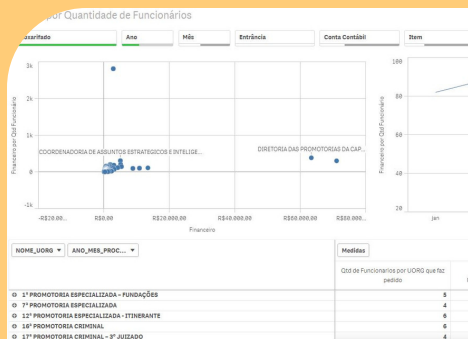 por Quantidade de Funcionários
oxarifado
Ano
Mês
Entrância
Conta Contábil
Item
3k
2k
1k
0
-1k
Financeiro por Qtd Funcionário
COORDENADORIA DE ASSUNTOS ESTRATEGICOS E INTELIGE...
DIRETORIA DAS PROMOTORIAS DA CAP...
-R$20.00...
R$0,00
R$20.000,00
R$40.000,00
R$60.000,00
R$80.000...
Financeiro
100
80
60
40
20
Financeiro por Qtd Funcionário
Jan
NOME_UORG
ANO_MES_PROC...
Medidas
Qtd de Funcionarios por UORG que faz
pedido
1ª PROMOTORIA ESPECIALIZADA – FUNDAÇÕES 5
7ª PROMOTORIA ESPECIALIZADA 4
12ª PROMOTORIA ESPECIALIZADA - ITINERANTE 6
16ª PROMOTORIA CRIMINAL 6
17ª PROMOTORIA CRIMINAL – 3º JUIZADO 4